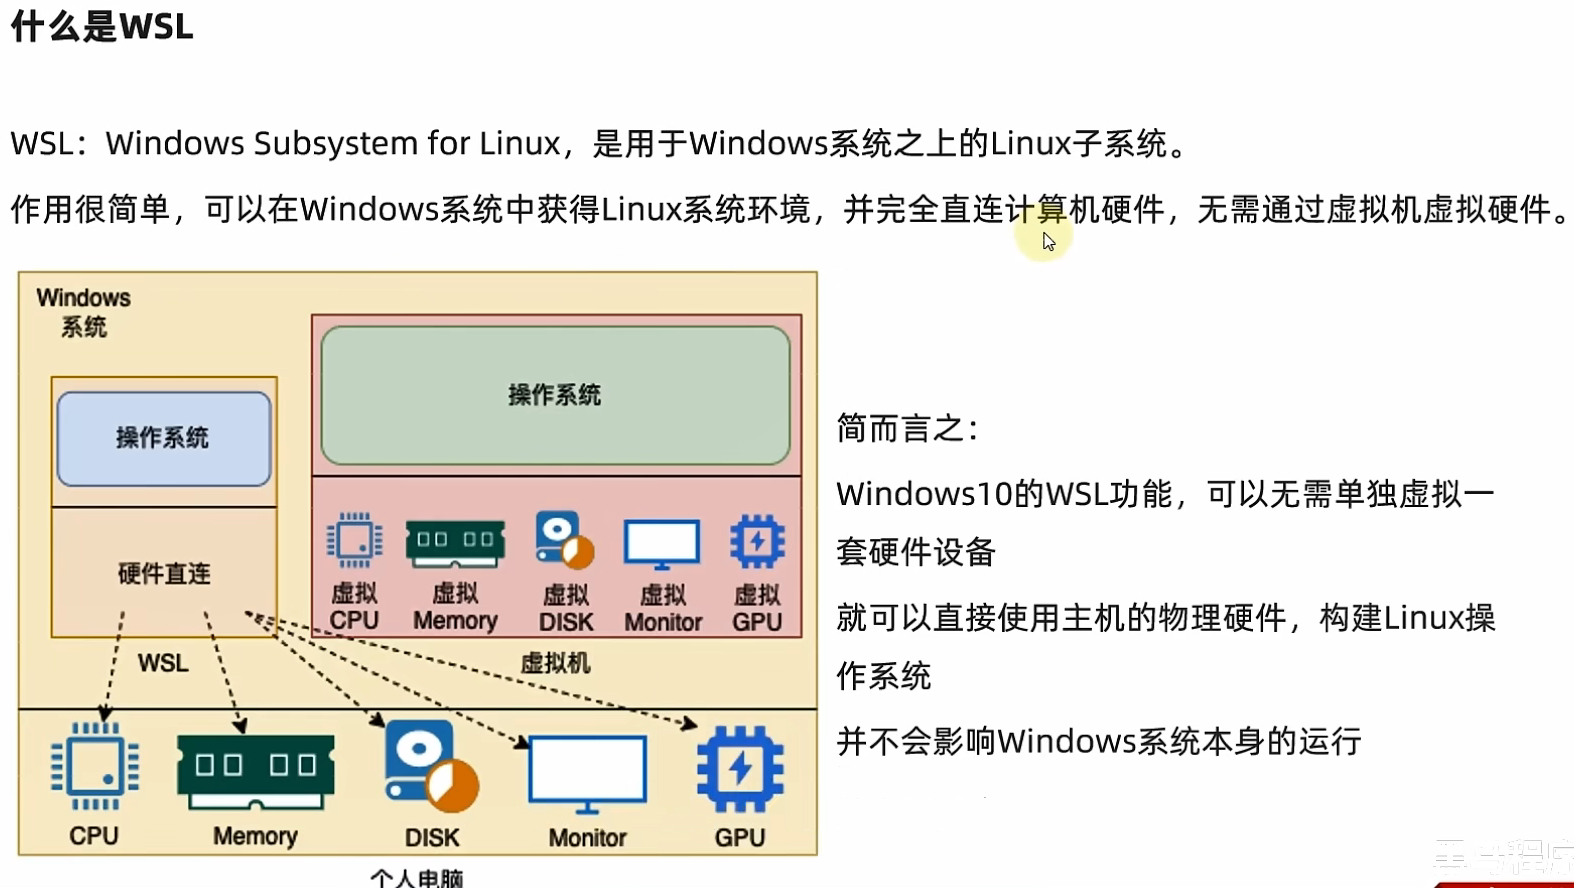 什么是WSL
WSL：Windows Subsystem for Linux，是用于Windows系统之上的Linux子系统。
作用很简单，可以在Windows系统中获得Linux系统环境，并完全直连计算机硬件，无需通过虚拟机虚拟硬件。
Windows
系统
操作系统
操作系统
硬件直连
虚拟
CPU
虚拟
Memory
虚拟
DISK
虚拟
Monitor
虚拟
GPU
WSL
虚拟机
CPU
Memory
DISK
Monitor
GPU
个人电脑
简而言之：
Windows10的WSL功能，可以无需单独虚拟一
套硬件设备
就可以直接使用主机的物理硬件，构建Linux操
作系统
并不会影响Windows系统本身的运行